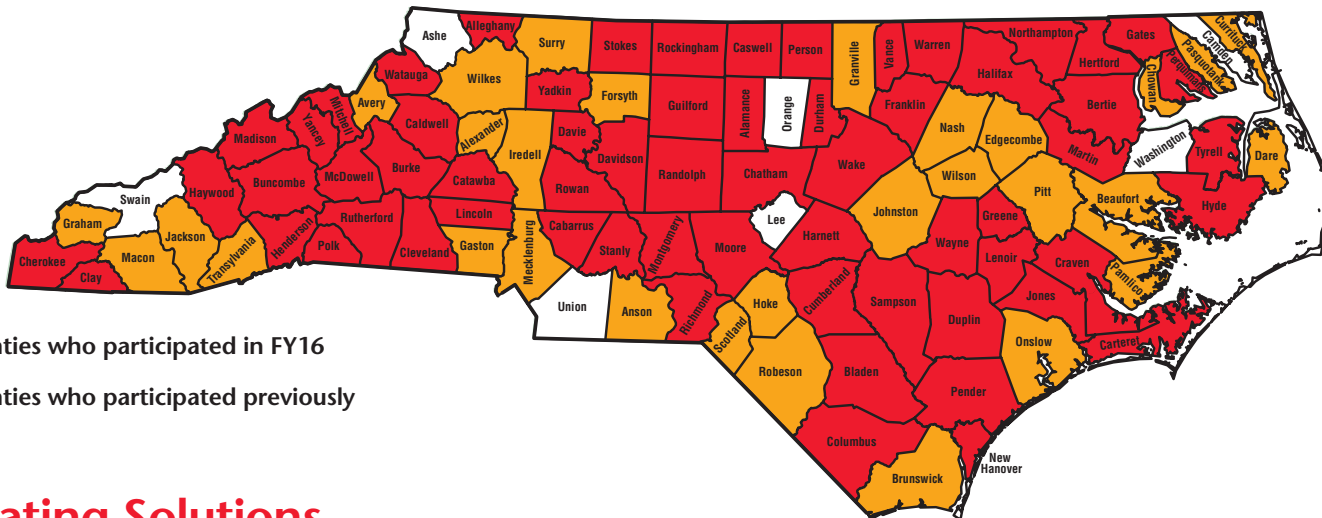 Alleghany
Ashe
Surry
Stokes
Rockingham
Caswell
Person
Granville
Vance
Warren
Northampton
Gates
Currituck
Camden
Pasquotank
Perquimans
Chowan
Hertford
Halifax
Bertie
Watauga
Wilkes
Yadkin
Forsyth
Guilford
Alamance
Orange
Durham
Franklin
Avery
Mitchell
Yancey
Madison
Caldwell
Alexander
Iredell
Davie
Davidson
Nash
Edgecombe
Martin
Washington
Tyrell
Dare
Haywood
Buncombe
McDowell
Burke
Catawba
Rowan
Randolph
Chatham
Wake
Wilson
Pitt
Beaufort
Hyde
Swain
Graham
Jackson
Henderson
Rutherford
Lincoln
Cabarrus
Stanly
Montgomery
Moore
Lee
Harnett
Johnston
Wayne
Greene
Cherokee
Clay
Macon
Transylvania
Polk
Cleveland
Gaston
Mecklenburg
Lenoir
Craven
Pamlico
Union
Anson
Richmond
Scotland
Hoke
Cumberland
Sampson
Duplin
Jones
Carteret
Onslow
Robeson
Bladen
Pender
Columbus
Brunswick
New
Hanover
nties who participated in FY16
nties who participated previously
ating Solutions